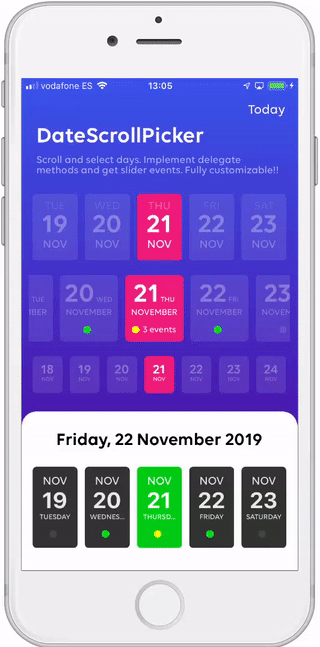 vodafone ES 13:05
Today
DateScrollPicker
Scroll and select days. Implement delegate
methods and get slider events. Fully customizable!!
TUE WED THU FRI SAT
19 20 21 22 23
NOV NOV NOV NOV NOV
TUE 20 WED 21 THU 22 FRI 23
MBER NOVEMBER NOVEMBER NOVEMBER NOVEM
3 events
18 19 20 21 22 23 24
NOV NOV NOV NOV NOV NOV NOV
Friday, 22 November 2019
NOV NOV NOV NOV NOV
19 20 21 22 23
TUESDAY WEDNES... THURSD... FRIDAY SATURDAY